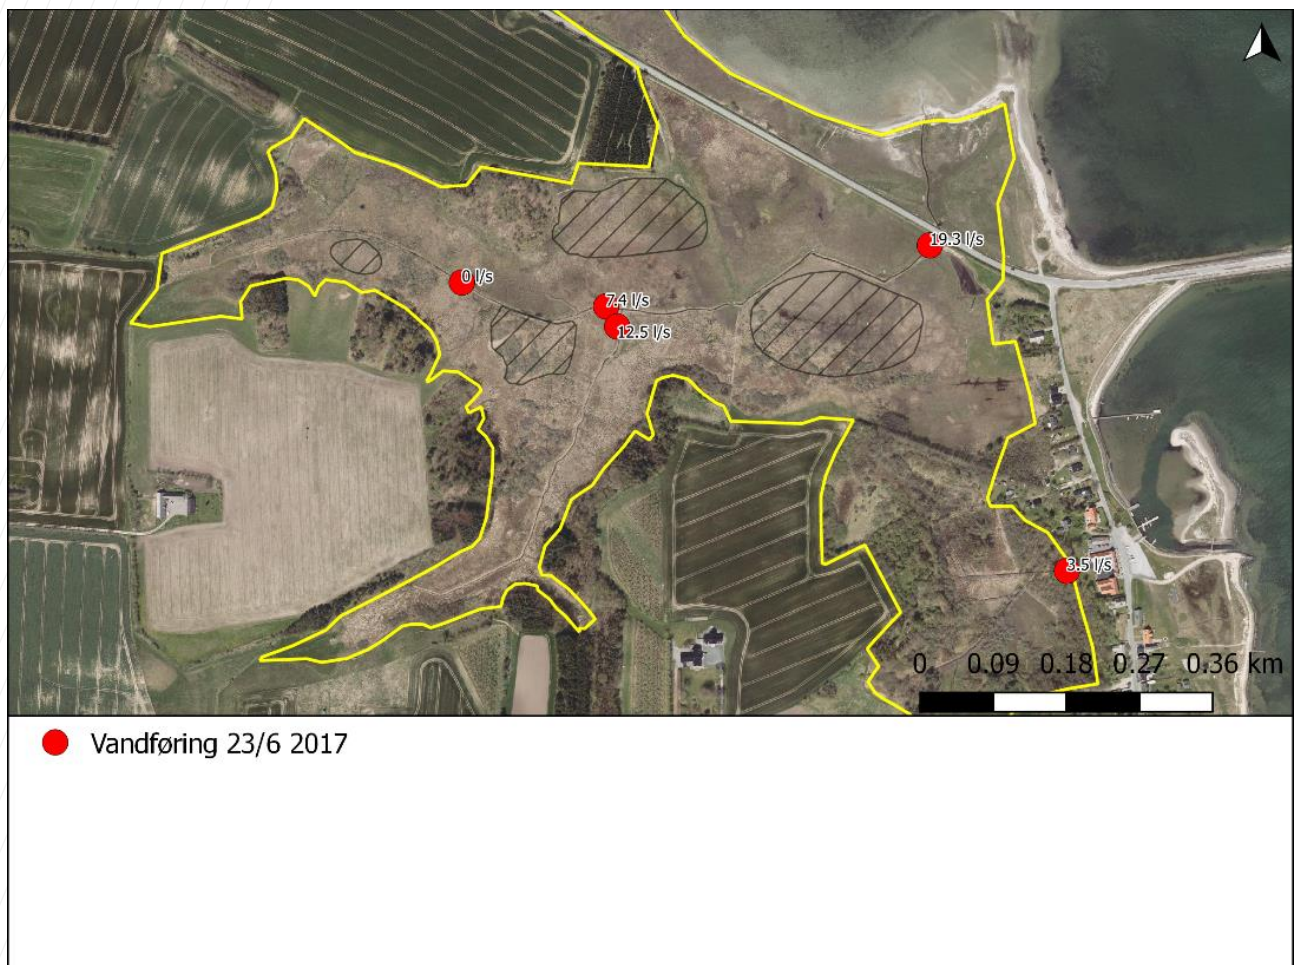 19.3 l/s
0 l/s
7.4 l/s
12.5 l/s
3.5 l/s
0 0.09 0.18 0.27 0.36 km
Vandføring 23/6 2017